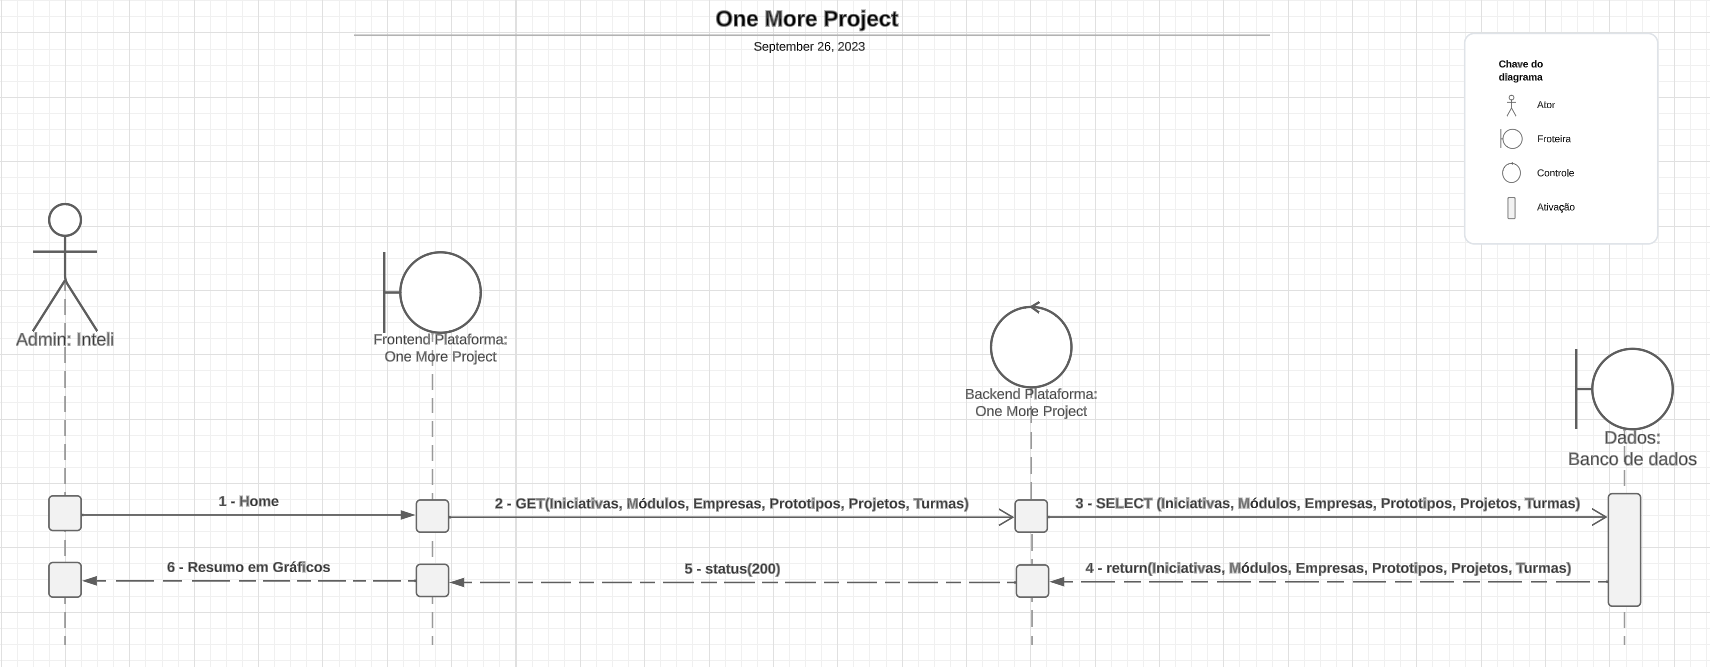 One More Project
September 26, 2023
Chave do
diagrama
Ator
Froteira
Controle
Ativação
Admin: Inteli
Frontend Plataforma:
One More Project
Backend Plataforma:
One More Project
Dados:
Banco de dados
1 - Home
2 - GET(Iniciativas, Módulos, Empresas, Prototipos, Projetos, Turmas)
3 - SELECT (Iniciativas, Módulos, Empresas, Prototipos, Projetos, Turmas)
6 - Resumo em Gráficos
5 - status(200)
4 - return(Iniciativas, Módulos, Empresas, Prototipos, Projetos, Turmas)